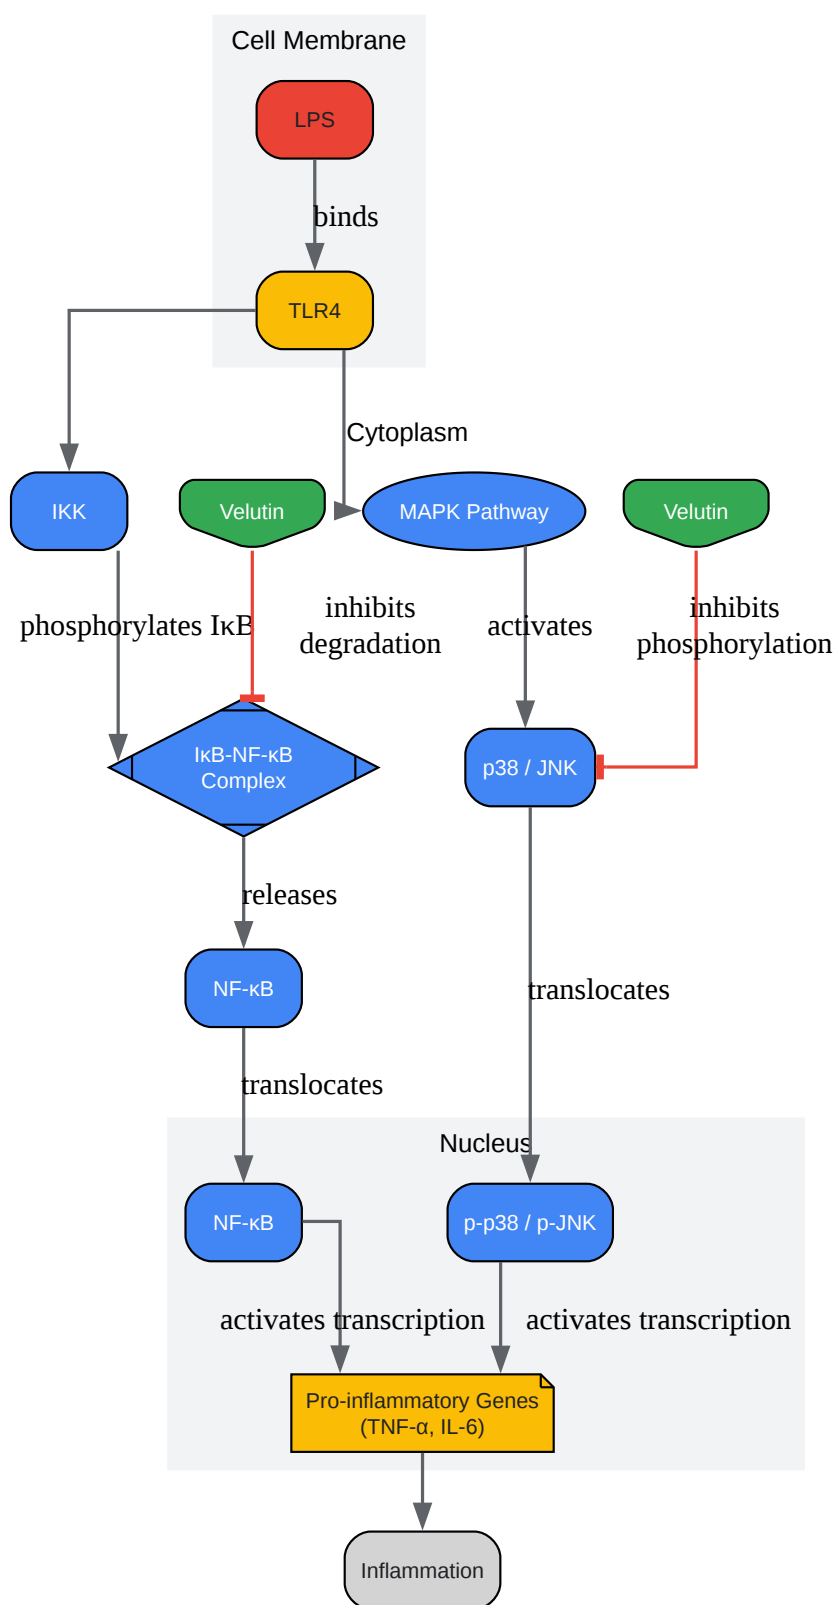 Cell Membrane
LPS
binds
TLR4
Cytoplasm
IKK
Velutin
MAPK Pathway
Velutin
phosphorylates IκB
inhibits
degradation
activates
inhibits
phosphorylation
IκB-NF-κB
Complex
p38 / JNK
releases
NF-κB
translocates
translocates
Nucleus
NF-κB
p-p38 / p-JNK
activates transcription
activates transcription
Pro-inflammatory Genes
(TNF-α, IL-6)
Inflammation